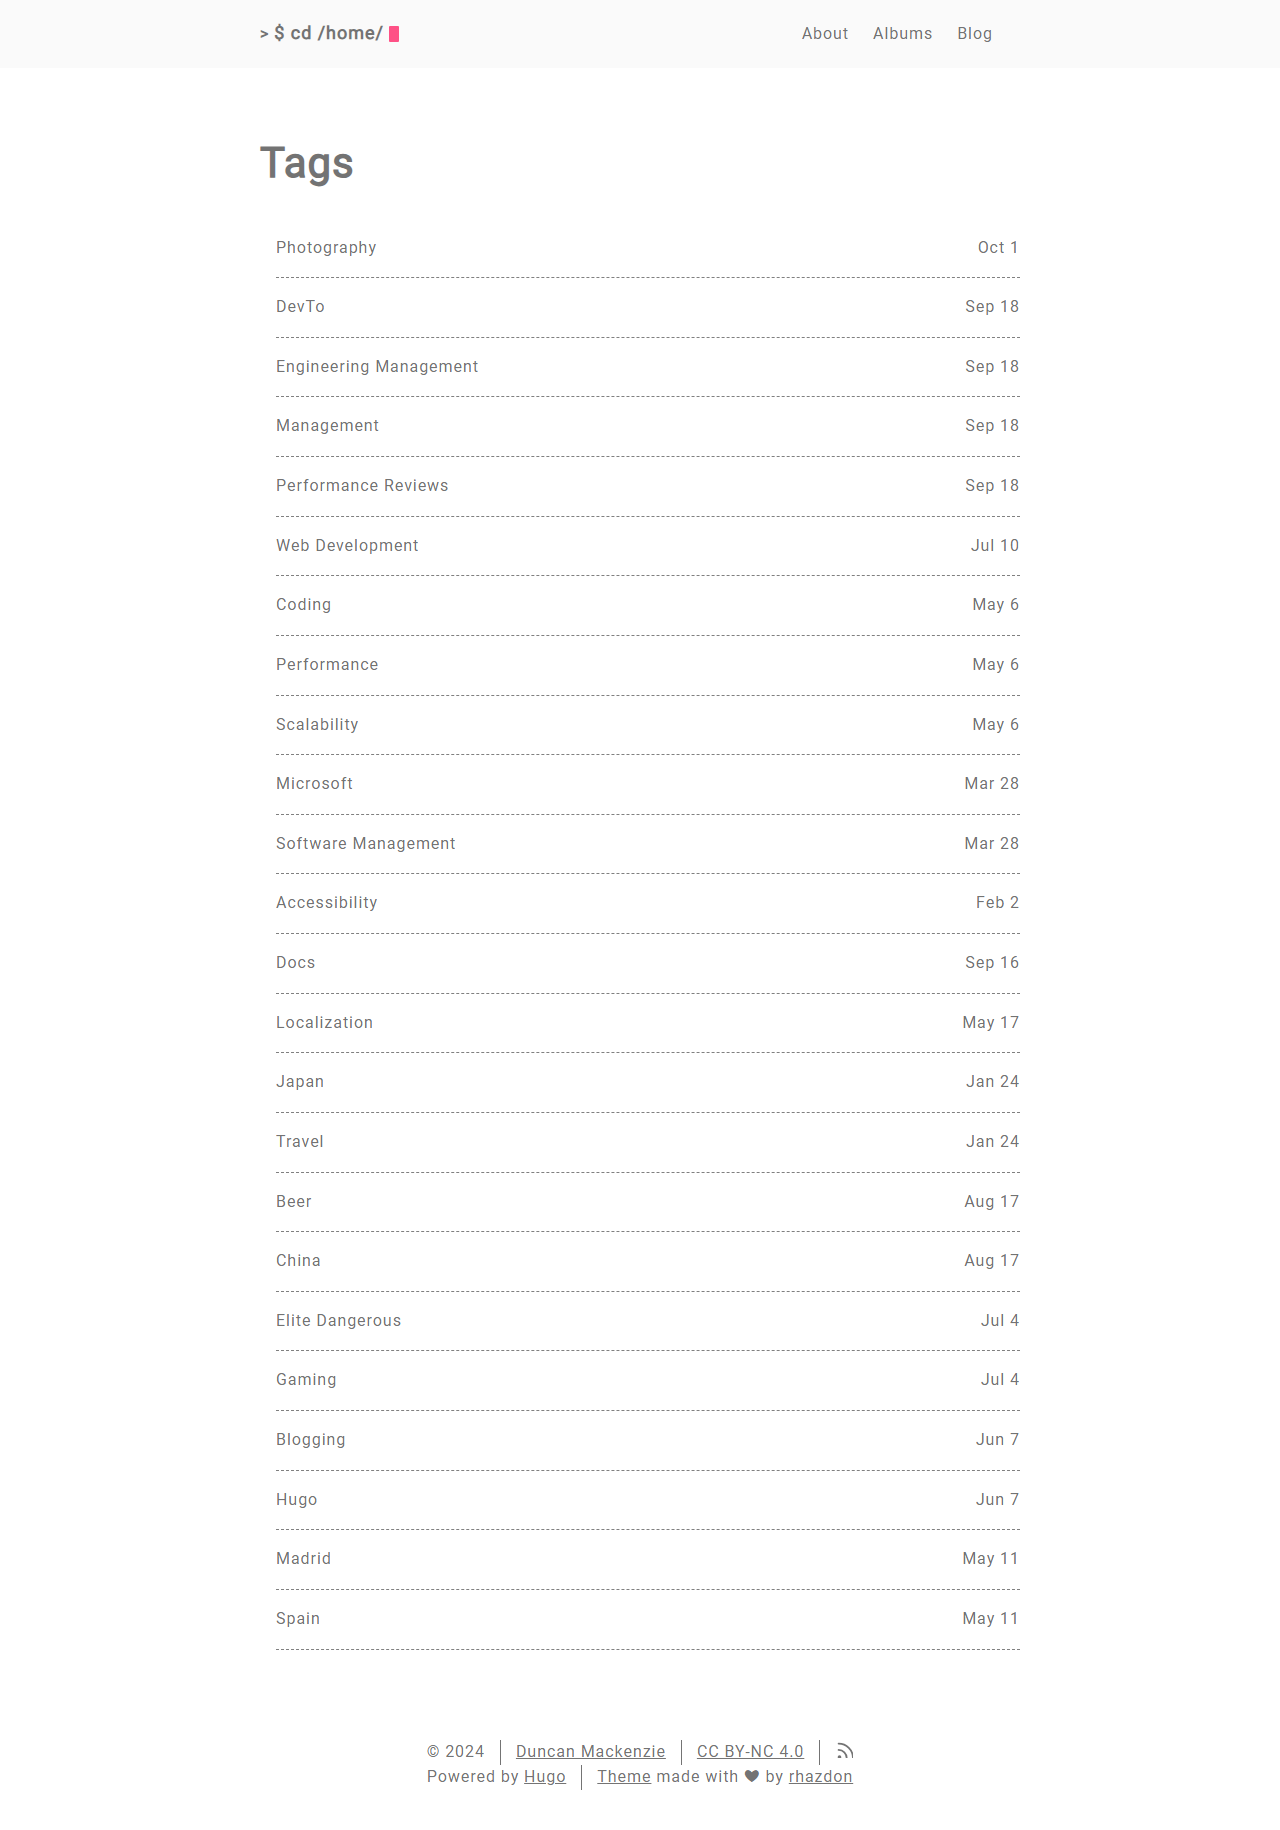 > $ cd /home/ About Albums Blog
Tags
Photography Oct 1
DevTo Sep 18
Engineering Management Sep 18
Management Sep 18
Performance Reviews Sep 18
Web Development Jul 10
Coding May 6
Performance May 6
Scalability May 6
Microsoft Mar 28
Software Management Mar 28
Accessibility Feb 2
Docs Sep 16
Localization May 17
Japan Jan 24
Travel Jan 24
Beer Aug 17
China Aug 17
Elite Dangerous Jul 4
Gaming Jul 4
Blogging Jun 7
Hugo Jun 7
Madrid May 11
Spain May 11
© 2024 Duncan Mackenzie CC BY-NC 4.0
Powered by Hugo Theme made with ♥ by rhazdon